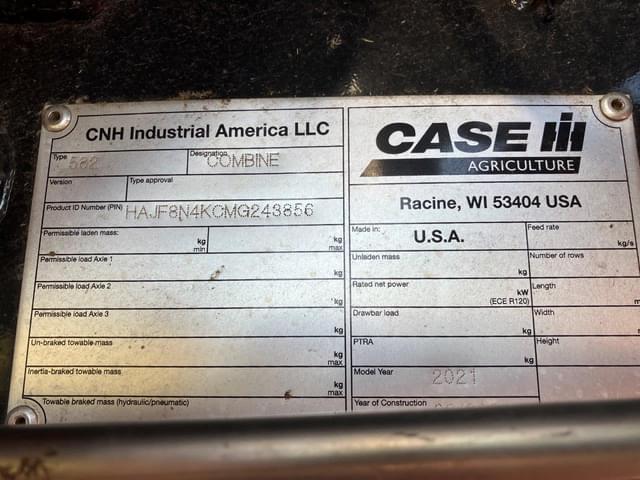 CNH Industrial America LLC
Type 582 Designation COMBINE
Version Type approval
Product ID Number (PIN) HAJF8N4KCMG243856
Permissible laden mass: kg min kg max
Permissible load Axle 1 kg
Permissible load Axle 2 kg
Permissible load Axle 3 kg
Un-braked towable mass kg max
Inertia-braked towable mass kg max
Towable braked mass (hydraulic/pneumatic)
CASE IH
AGRICULTURE
Racine, WI 53404 USA
Made in: U.S.A. Feed rate kg/s
Unladen mass kg Number of rows
Rated net power kW (ECE R120) Length
Drawbar load kg Width
PTRA kg Height
Model Year 2021
Year of Construction